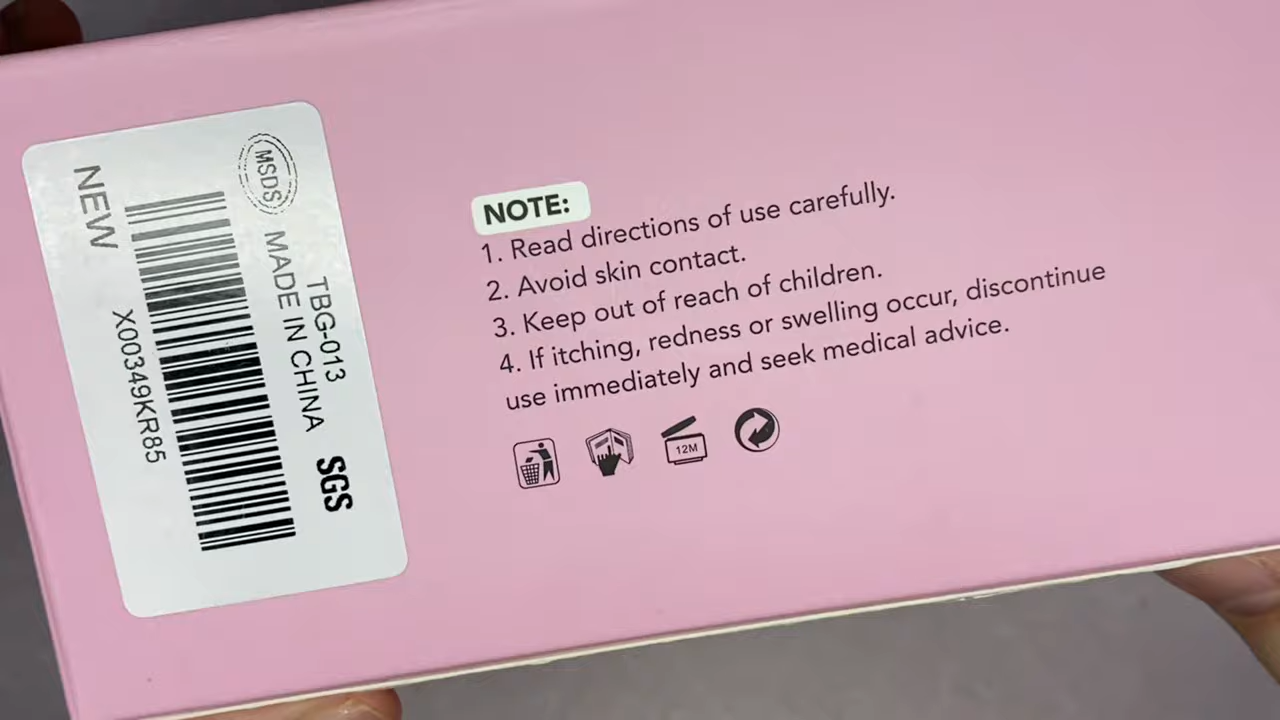 MSDS
TBG-013
MADE IN CHINA
SGS
X00349KR85
NEW
NOTE:
1. Read directions of use carefully.
2. Avoid skin contact.
3. Keep out of reach of children.
4. If itching, redness or swelling occur, discontinue
use immediately and seek medical advice.
12M